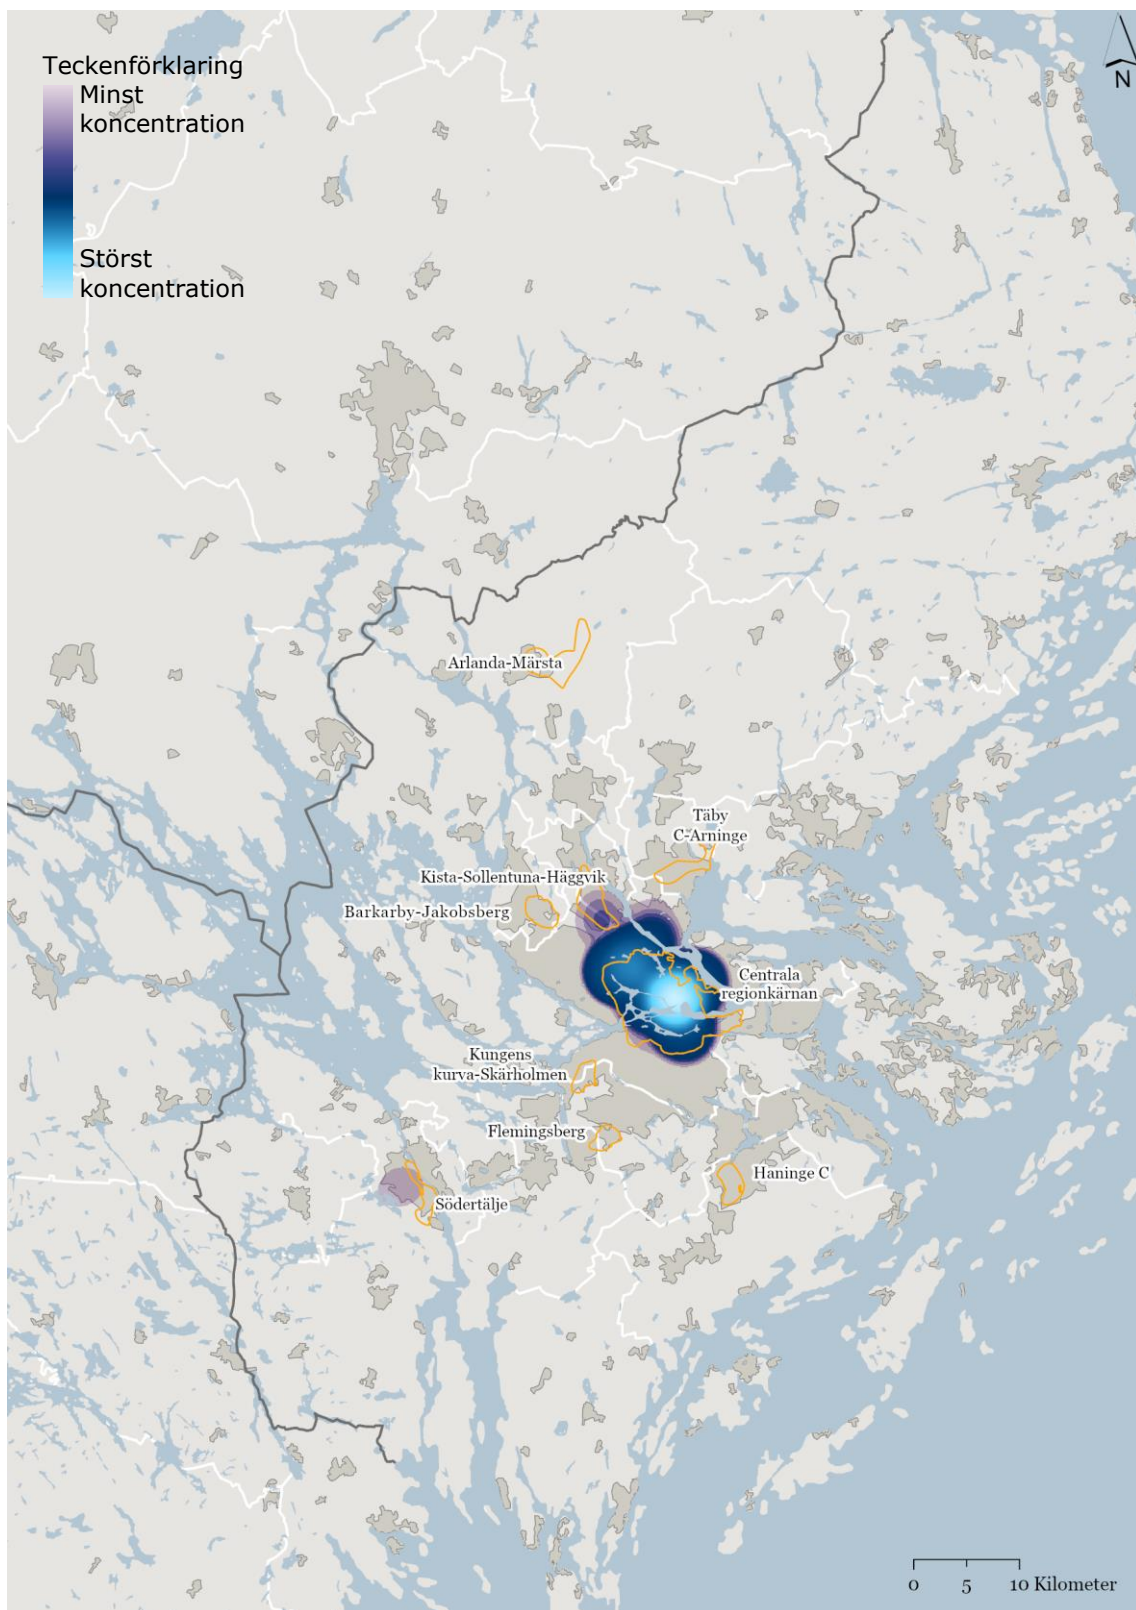 Teckenförklaring
Minst
koncentration
Störst
koncentration
N
Arlanda-Märsta
Täby
C-Arninge
Kista-Sollentuna-Häggvik
Barkarby-Jakobsberg
Centrala
regionkärnan
Kungens
kurva-Skärholmen
Flemingsberg
Haninge C
Södertälje
0 5 10 Kilometer